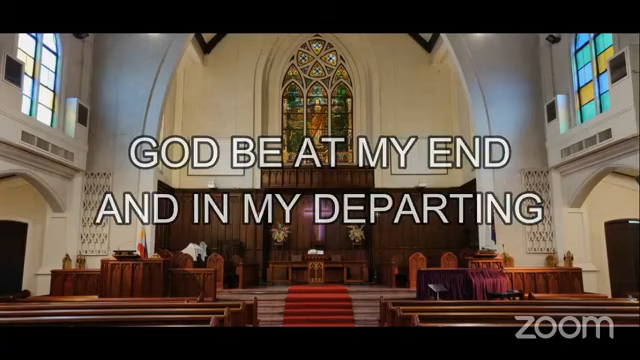 GOD BE AT MY END
AND IN MY DEPARTING
zoom